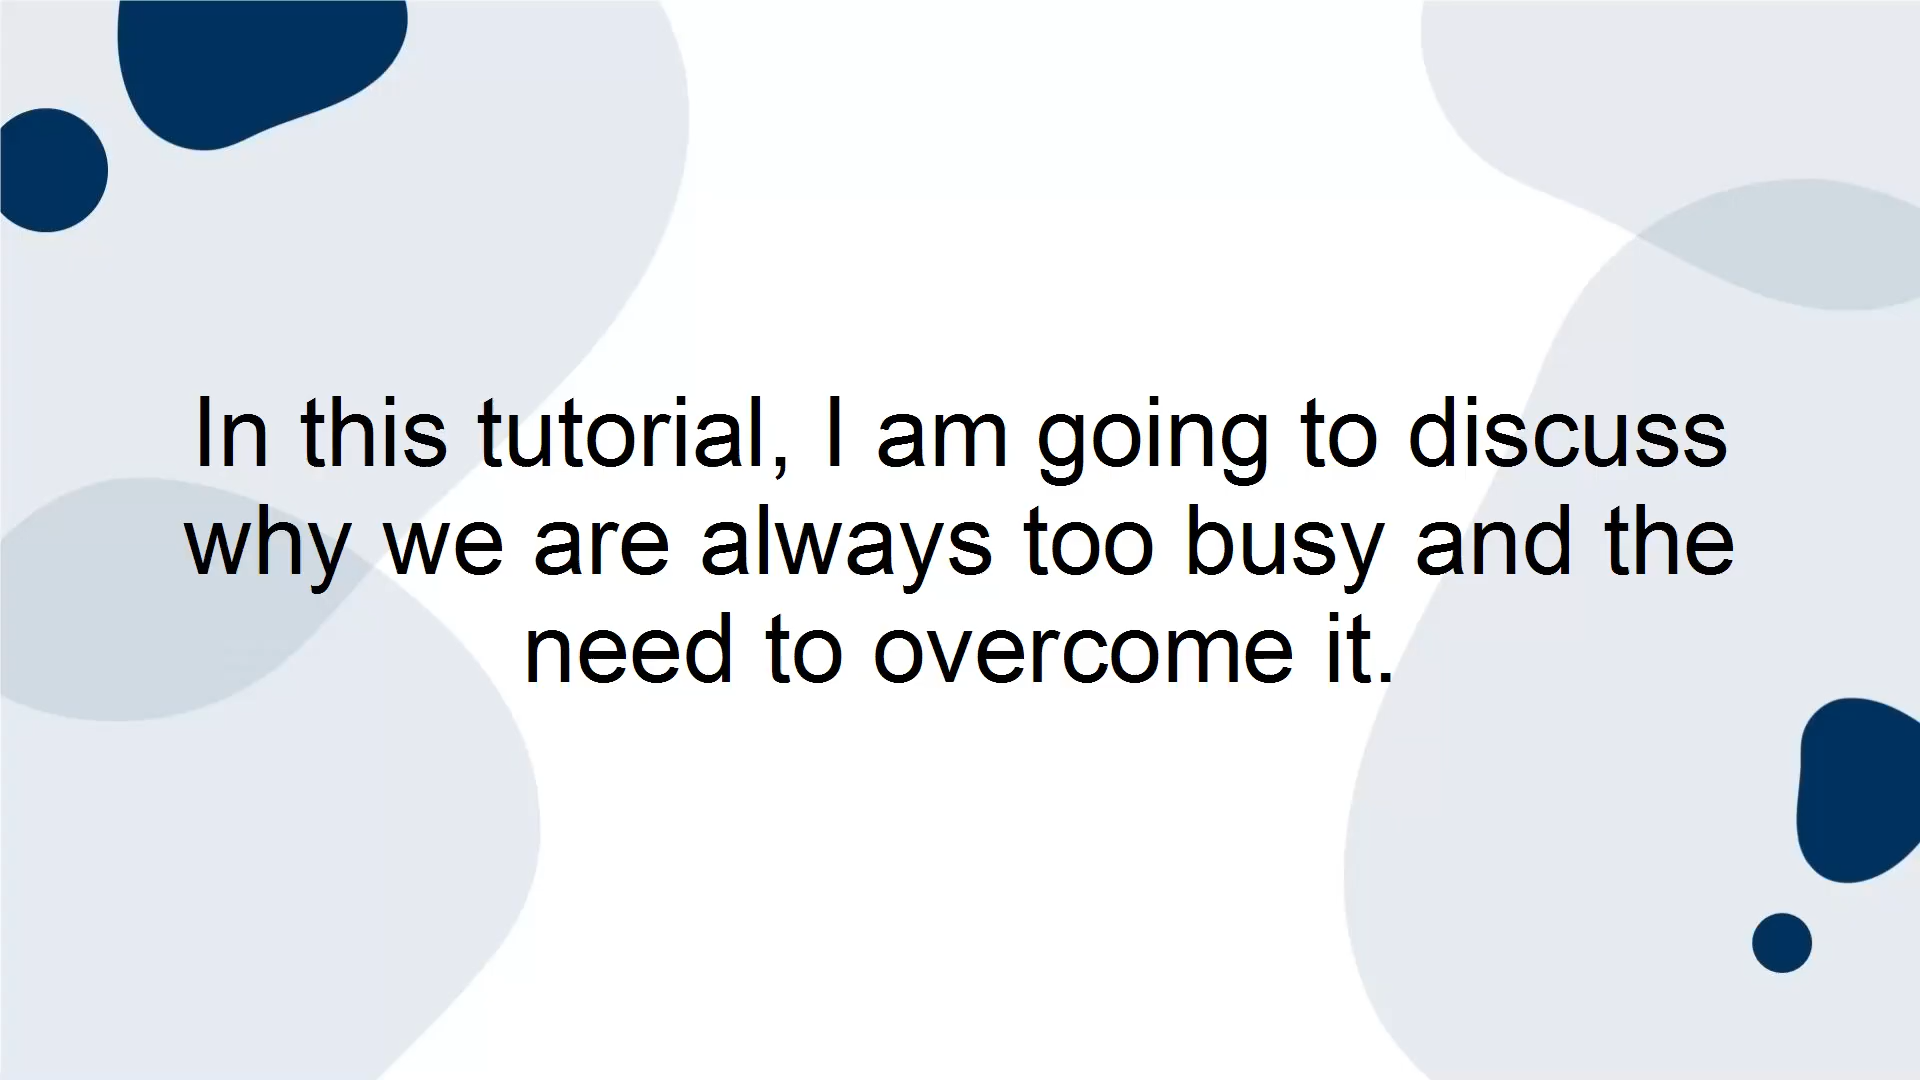 In this tutorial, I am going to discuss
why we are always too busy and the
need to overcome it.